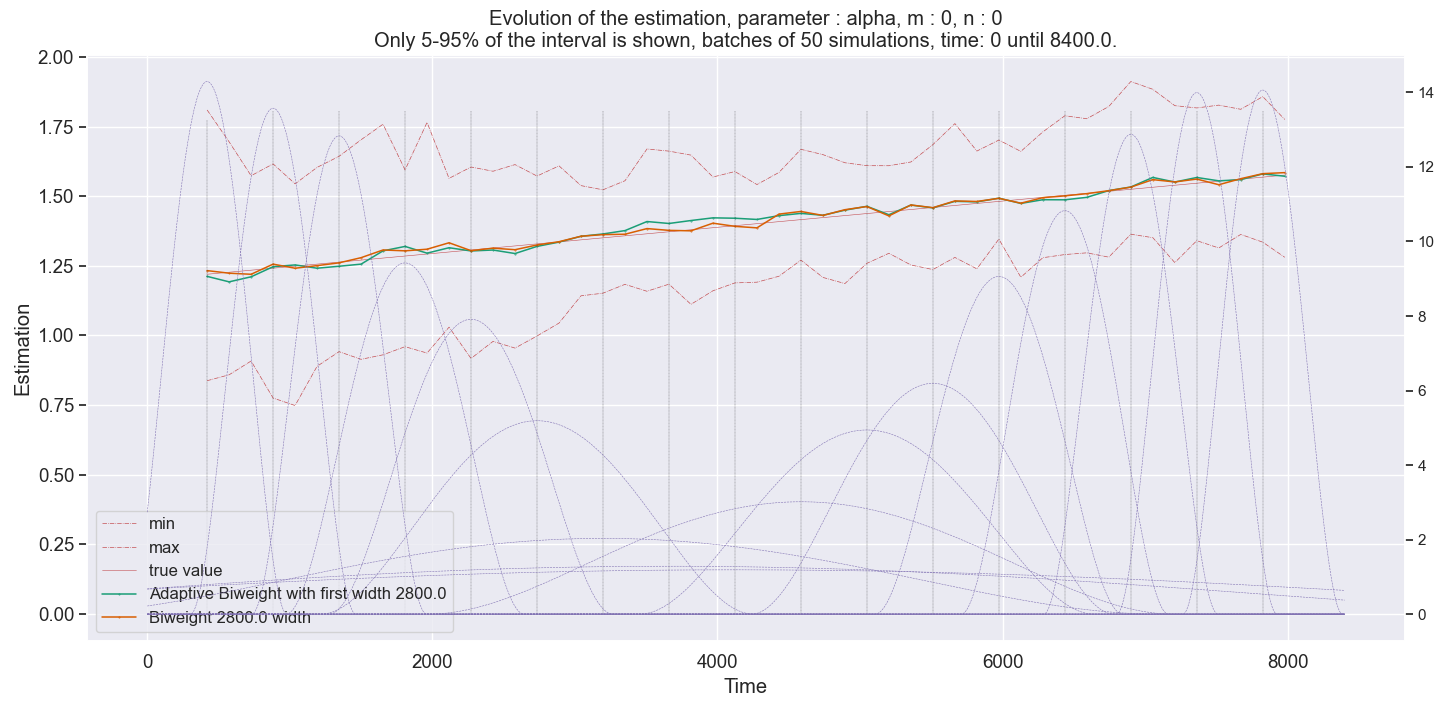 Evolution of the estimation, parameter : alpha, m : 0, n : 0
Only 5-95% of the interval is shown, batches of 50 simulations, time: 0 until 8400.0.
2.00
1.75
1.50
1.25
1.00
0.75
0.50
0.25
0.00
Estimation
14
12
10
8
6
4
2
0
min
max
true value
Adaptive Biweight with first width 2800.0
Biweight 2800.0 width
0
2000
4000
6000
8000
Time